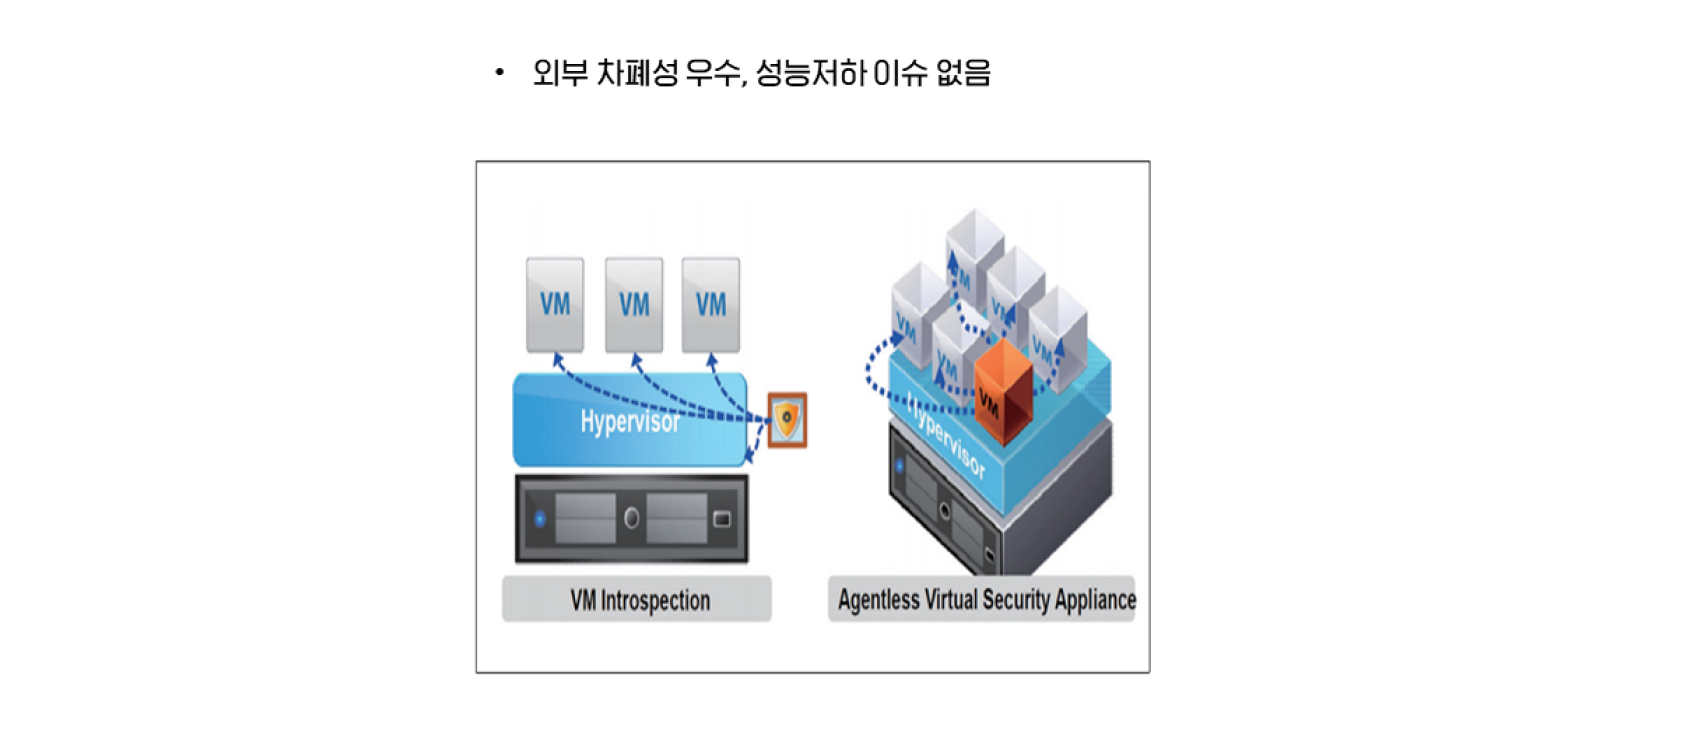 • 외부 차폐성 우수, 성능저하 이슈 없음
VM VM VM
Hypervisor
VM Introspection
VM
VM
VM
VM
VM
VM
Hypervisor
Agentless Virtual Security Appliance